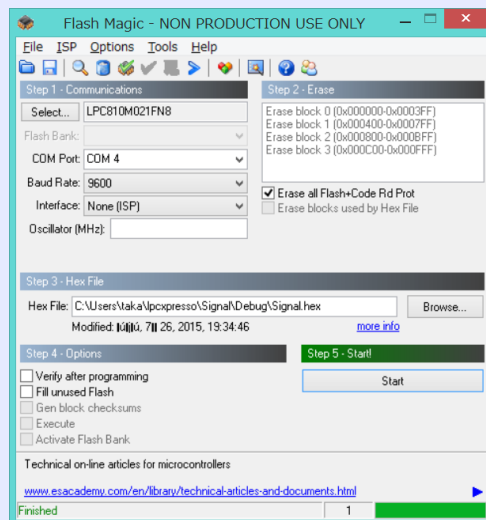 Flash Magic - NON PRODUCTION USE ONLY
File ISP Options Tools Help
Step 1 - Communications
Select... LPC810M021FN8
Flash Bank:
COM Port: COM 4
Baud Rate: 9600
Interface: None (ISP)
Oscillator (MHz):
Step 2 - Erase
Erase block 0 (0x000000-0x0003FF)
Erase block 1 (0x000400-0x0007FF)
Erase block 2 (0x000800-0x000BFF)
Erase block 3 (0x000C00-0x000FFF)
Erase all Flash+Code Rd Prot
Erase blocks used by Hex File
Step 3 - Hex File
Hex File: C:\Users\taka\lpcxpresso\Signal\Debug\Signal.hex Browse...
Modified: 26, 2015, 19:34:46 more info
Step 4 - Options
Verify after programming
Fill unused Flash
Gen block checksums
Execute
Activate Flash Bank
Step 5 - Start!
Start
Technical on-line articles for microcontrollers
www.esacademy.com/en/library/technical-articles-and-documents.html
Finished 1